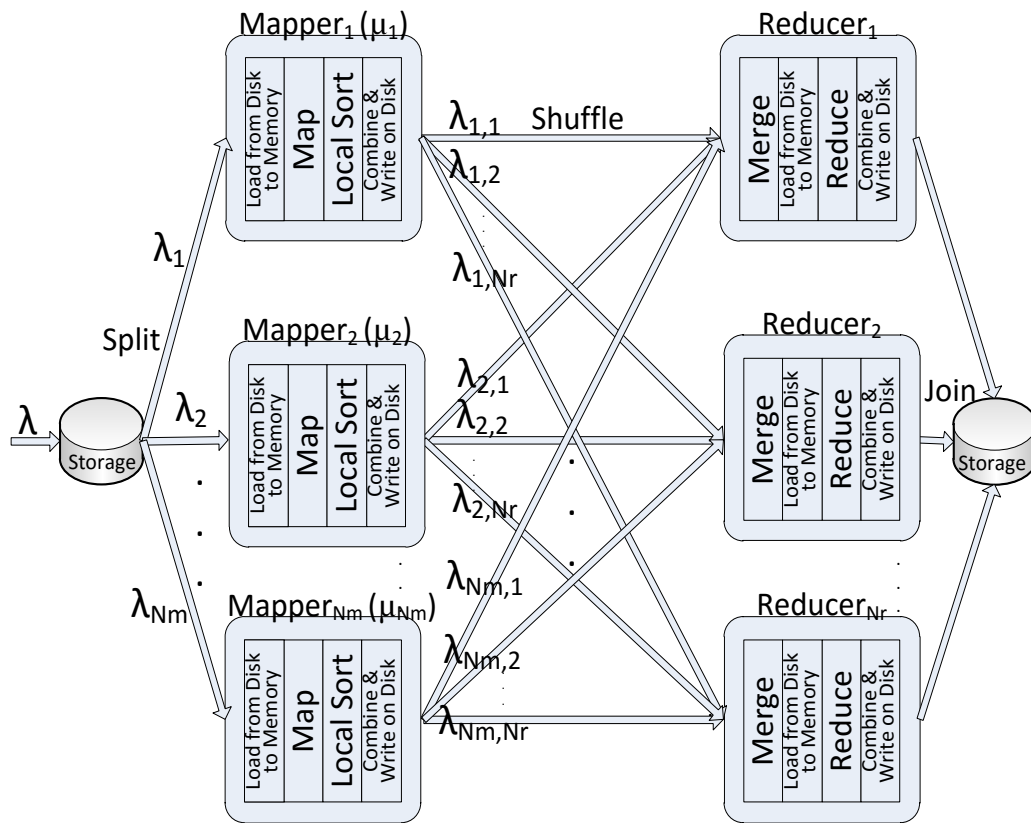 Mapper₁ (μ₁)
Load from Disk
to Memory
Map
Local Sort
Combine &
Write on Disk
Reducer₁
Merge
Load from Disk
to Memory
Reduce
Combine &
Write on Disk
λ₁,₁
Shuffle
λ₁,₂
λ₁,Nr
λ₁
Split
Mapper₂ (μ₂)
Load from Disk
to Memory
Map
Local Sort
Combine &
Write on Disk
Reducer₂
Merge
Load from Disk
to Memory
Reduce
Combine &
Write on Disk
λ₂,₁
λ₂,₂
λ₂,Nr
λ
λ₂
Storage
Join
Storage
λNm
MapperNm (μNm)
Load from Disk
to Memory
Map
Local Sort
Combine &
Write on Disk
ReducerNr
Merge
Load from Disk
to Memory
Reduce
Combine &
Write on Disk
λNm,1
λNm,2
λNm,Nr